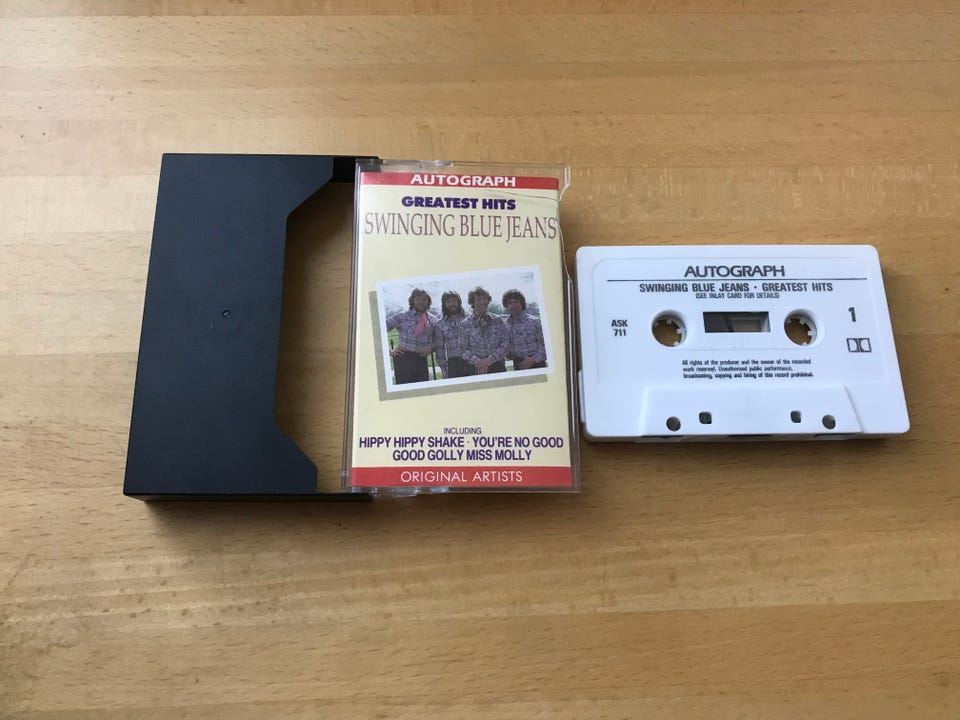 AUTOGRAPH
GREATEST HITS
SWINGING BLUE JEANS
INCLUDING
HIPPY HIPPY SHAKE · YOU'RE NO GOOD
GOOD GOLLY MISS MOLLY
ORIGINAL ARTISTS
AUTOGRAPH
SWINGING BLUE JEANS · GREATEST HITS
(SEE INLAY CARD FOR DETAILS)
ASK
711
1
All rights of the producer and the owner of the recorded
work reserved. Unauthorised public performance,
broadcasting, copying and hiring of this record prohibited.